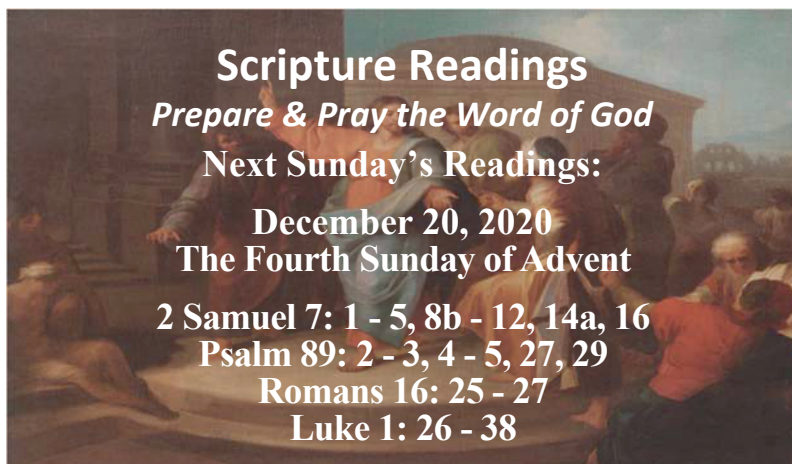 Scripture Readings
Prepare & Pray the Word of God
Next Sunday’s Readings:
December 20, 2020
The Fourth Sunday of Advent
2 Samuel 7: 1 - 5, 8b - 12, 14a, 16
Psalm 89: 2 - 3, 4 - 5, 27, 29
Romans 16: 25 - 27
Luke 1: 26 - 38